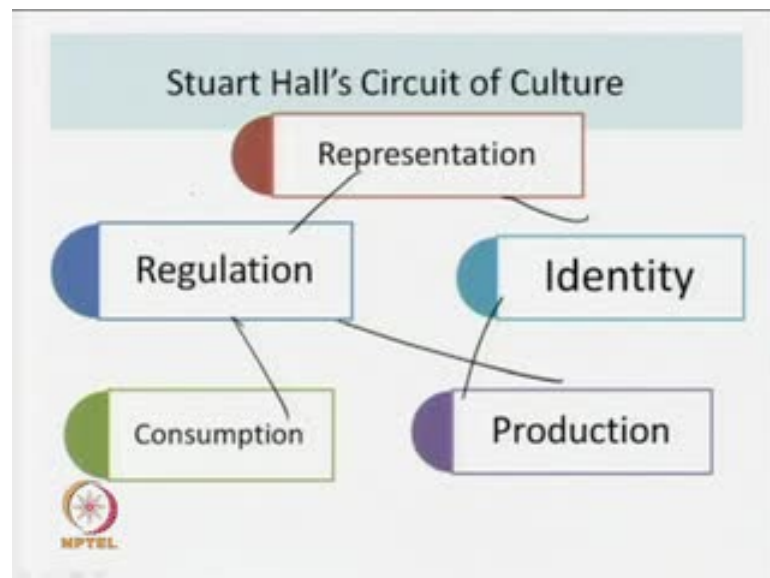 Stuart Hall's Circuit of Culture
Representation
Regulation
Identity
Consumption
Production
NPTEL